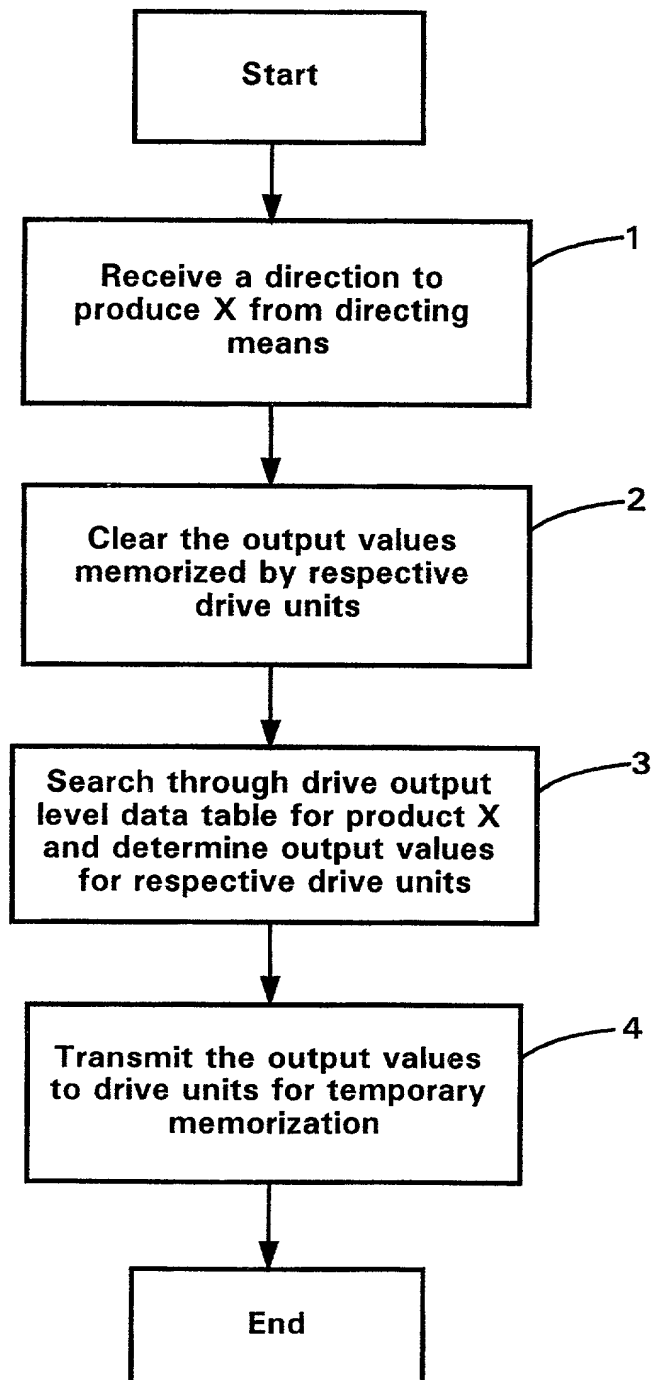 Start
1
Receive a direction to
produce X from directing
means
2
Clear the output values
memorized by respective
drive units
3
Search through drive output
level data table for product X
and determine output values
for respective drive units
4
Transmit the output values
to drive units for temporary
memorization
End